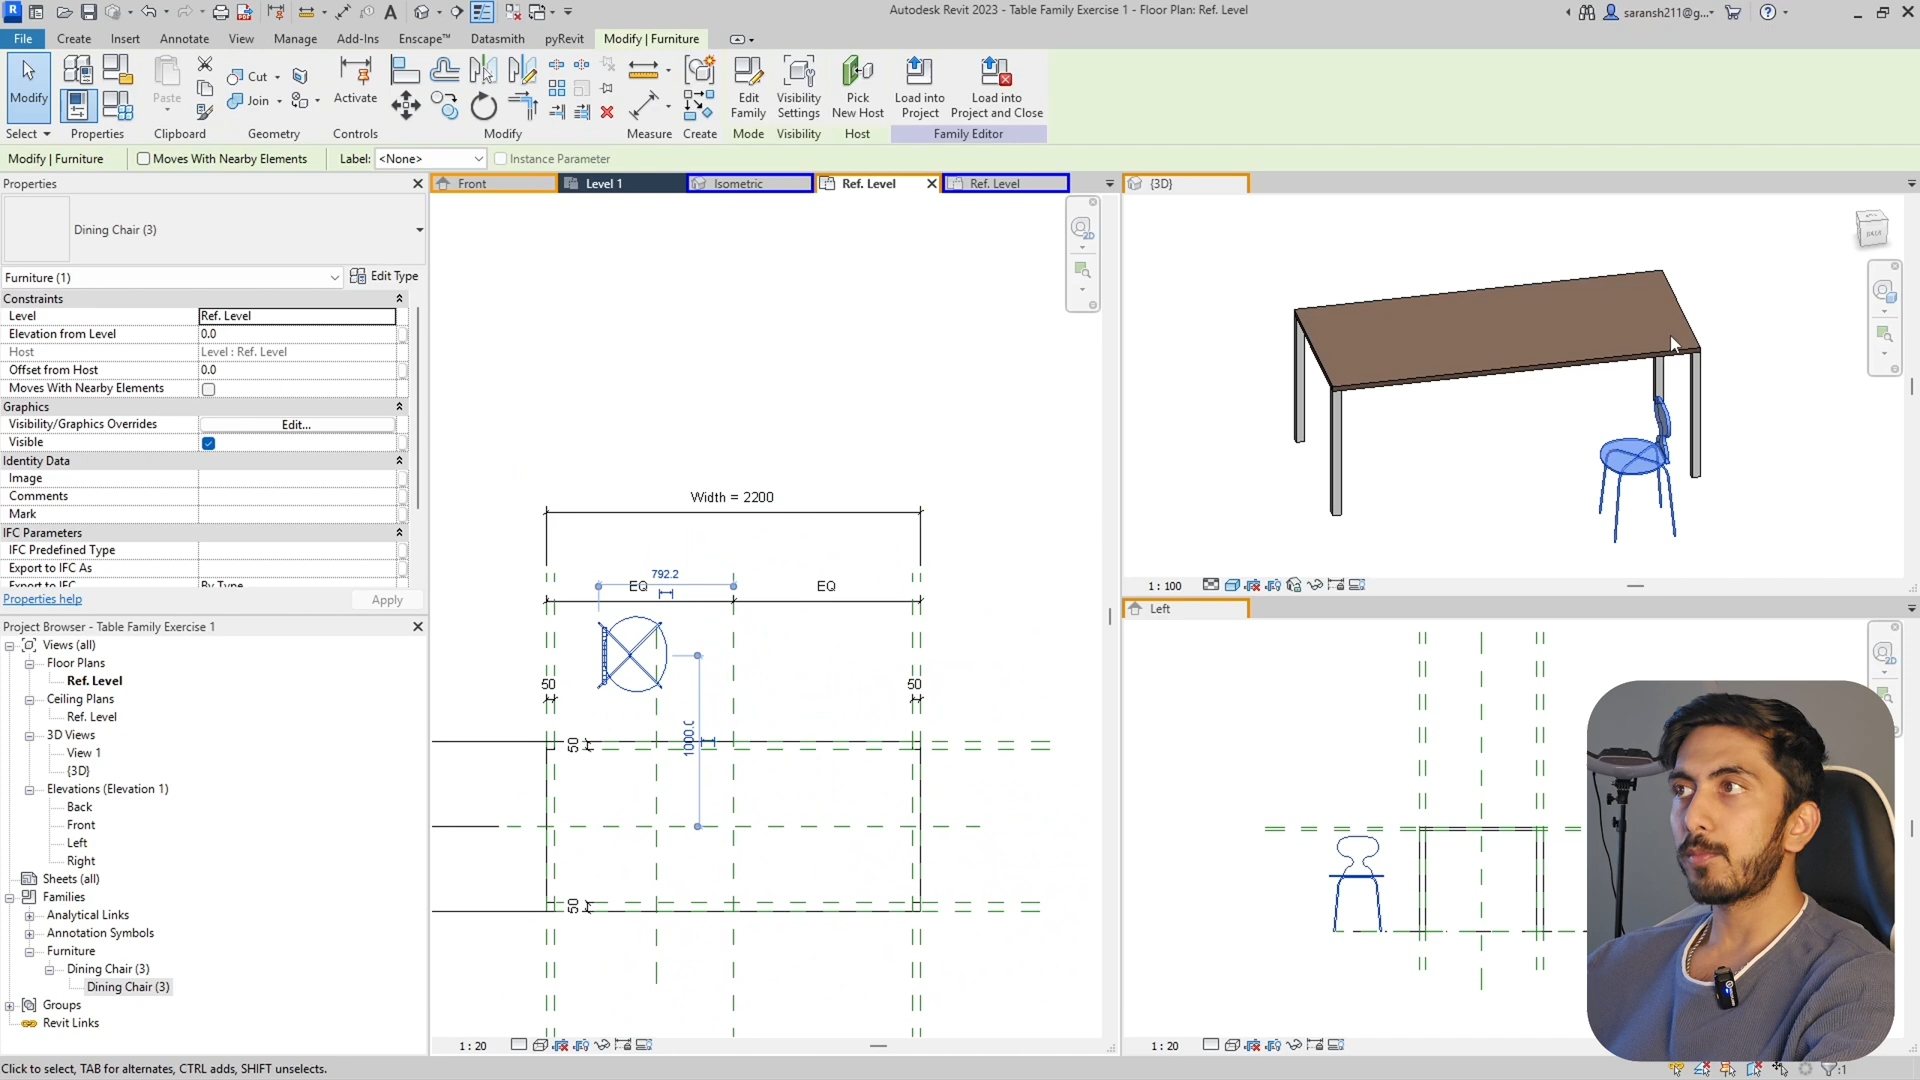 Autodesk Revit 2023 - Table Family Exercise 1 - Floor Plan: Ref. Level
saransh211@g...
File Create Insert Annotate View Manage Add-Ins Enscape™ Datasmith pyRevit Modify | Furniture
Modify
Paste
Cut
Join
Activate
Edit Family
Visibility Settings
Pick New Host
Load into Project
Load into Project and Close
Select Properties Clipboard Geometry Controls Modify Measure Create Mode Visibility Host Family Editor
Modify | Furniture Moves With Nearby Elements Label: <None> Instance Parameter
Properties
Front Level 1 Isometric Ref. Level Ref. Level {3D}
Dining Chair (3)
Furniture (1) Edit Type
Constraints
Level Ref. Level
Elevation from Level 0.0
Host Level : Ref. Level
Offset from Host 0.0
Moves With Nearby Elements
Graphics
Visibility/Graphics Overrides Edit...
Visible
Identity Data
Image
Comments
Mark
IFC Parameters
IFC Predefined Type
Export to IFC As
Export to IFC By Type
Properties help Apply
Project Browser - Table Family Exercise 1
Views (all)
Floor Plans
Ref. Level
Ceiling Plans
Ref. Level
3D Views
View 1
{3D}
Elevations (Elevation 1)
Back
Front
Left
Right
Sheets (all)
Families
Analytical Links
Annotation Symbols
Furniture
Dining Chair (3)
Dining Chair (3)
Groups
Revit Links
2D
Width = 2200
792.2
EQ EQ
50 50
1000.0
50
50
1 : 20
1 : 100
Left
2D
1 : 20
Click to select, TAB for alternates, CTRL adds, SHIFT unselects.
:1